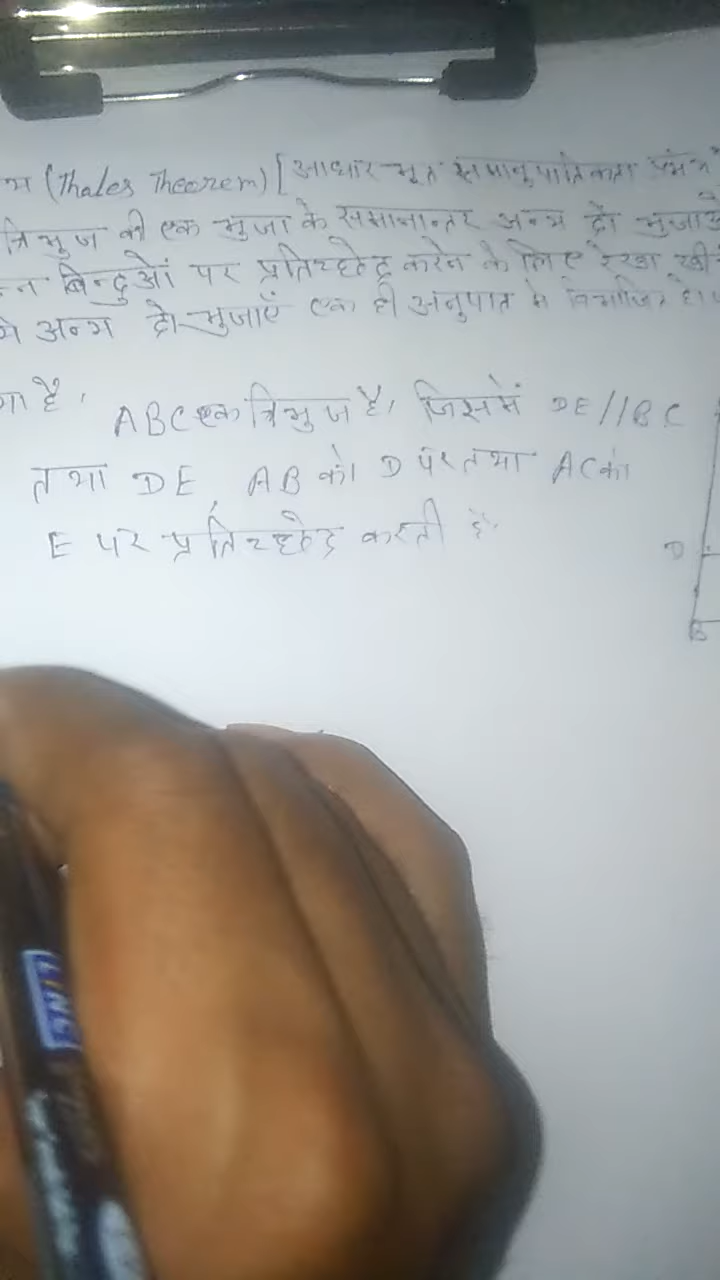 (Thales Theorem) [आधारभूत समानुपातिकता
त्रिभुज की एक भुजा के समानान्तर अन्य दो भुजाओं
बिन्दुओं पर प्रतिच्छेद करने के लिए रेखा
अन्य दो भुजाएँ एक ही अनुपात मे विभाजित
है, ABC एक त्रिभुज है, जिसमें DE//BC
तथा DE, AB को D पर तथा AC को
E पर प्रतिच्छेद करती है,
D
B